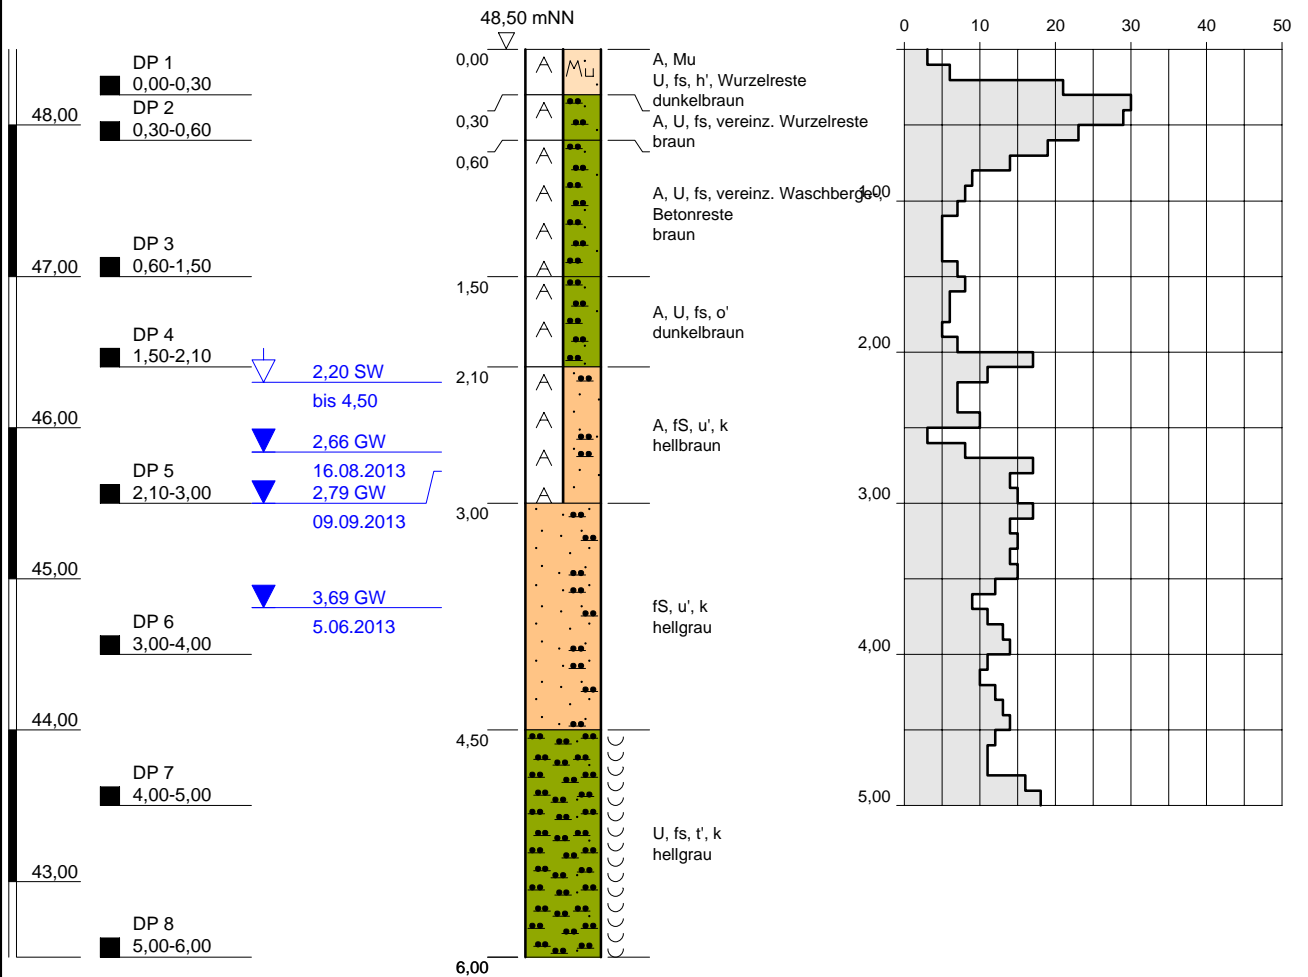 48,50 mNN
48,00
47,00
46,00
45,00
44,00
43,00
DP 1
0,00-0,30
DP 2
0,30-0,60
DP 3
0,60-1,50
DP 4
1,50-2,10
DP 5
2,10-3,00
DP 6
3,00-4,00
DP 7
4,00-5,00
DP 8
5,00-6,00
2,20 SW
bis 4,50
2,66 GW
16.08.2013
2,79 GW
09.09.2013
3,69 GW
5.06.2013
0,00
0,30
0,60
1,50
2,10
3,00
4,50
6,00
A
Mu
A
A
A
A
A
A
A
A
A
A
A
A, Mu
U, fs, h', Wurzelreste
dunkelbraun
A, U, fs, vereinz. Wurzelreste
braun
A, U, fs, vereinz. Waschberge-,
Betonreste
braun
A, U, fs, o'
dunkelbraun
A, fS, u', k
hellbraun
fS, u', k
hellgrau
U, fs, t', k
hellgrau
0 10 20 30 40 50
1,00
2,00
3,00
4,00
5,00